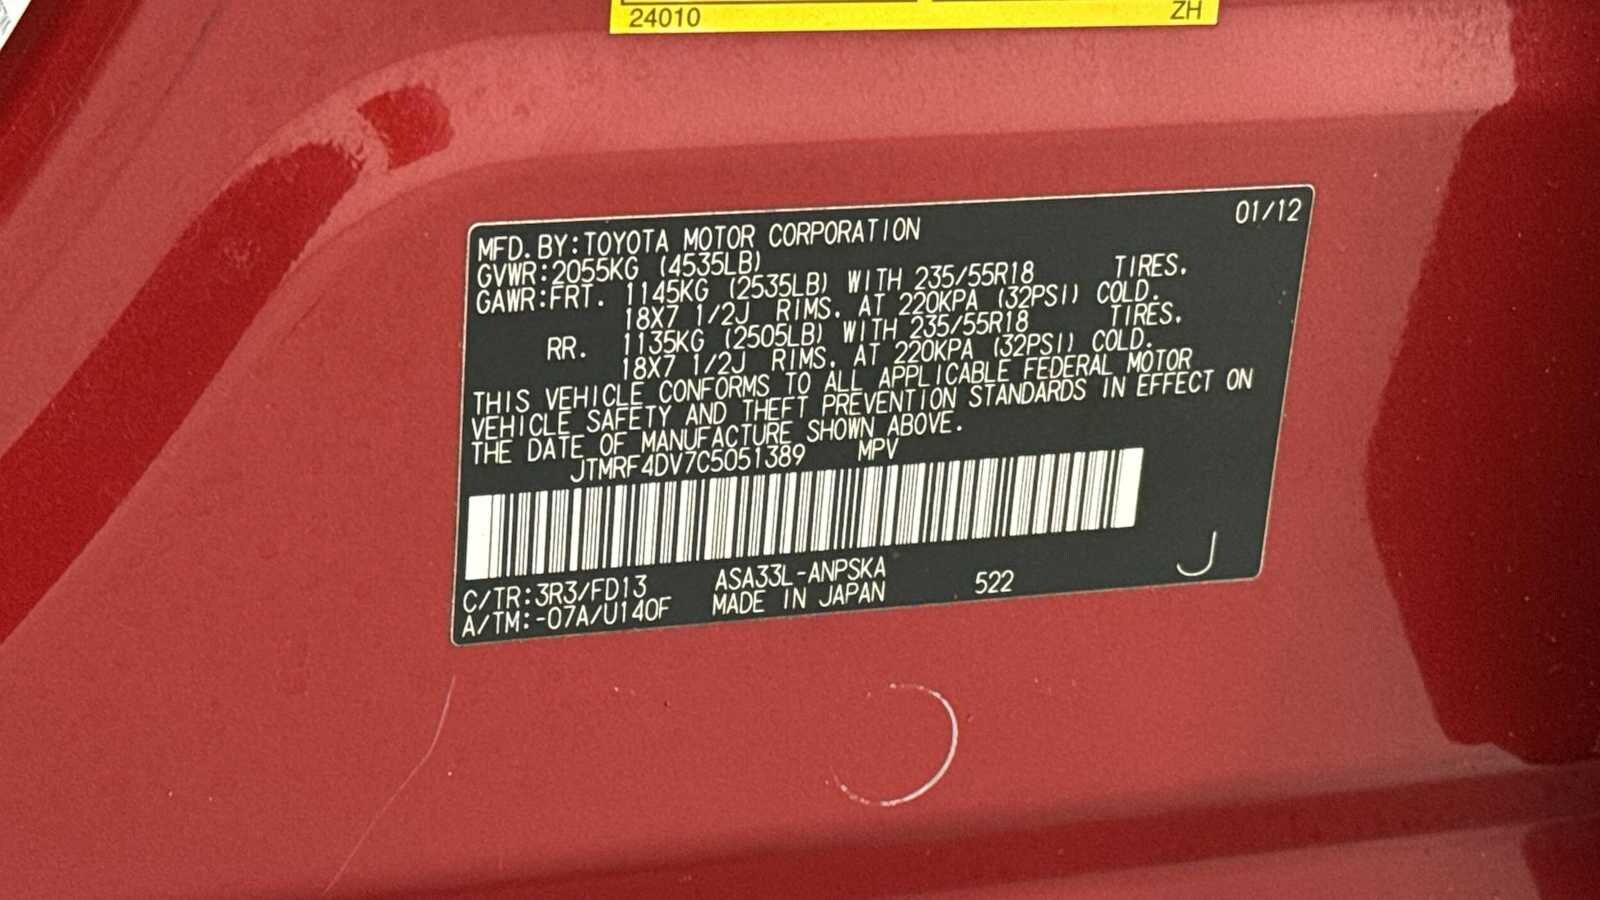 24010 ZH
MFD. BY: TOYOTA MOTOR CORPORATION 01/12
GVWR: 2055KG (4535LB)
GAWR: FRT. 1145KG (2535LB) WITH 235/55R18 TIRES.
18X7 1/2J RIMS. AT 220KPA (32PSI) COLD.
RR. 1135KG (2505LB) WITH 235/55R18 TIRES.
18X7 1/2J RIMS. AT 220KPA (32PSI) COLD.
THIS VEHICLE CONFORMS TO ALL APPLICABLE FEDERAL MOTOR
VEHICLE SAFETY AND THEFT PREVENTION STANDARDS IN EFFECT ON
THE DATE OF MANUFACTURE SHOWN ABOVE.
JTMRF4DV7C5051389 MPV
C/TR: 3R3/FD13 ASA33L-ANPSKA 522 J
A/TM: -07A/U140F MADE IN JAPAN